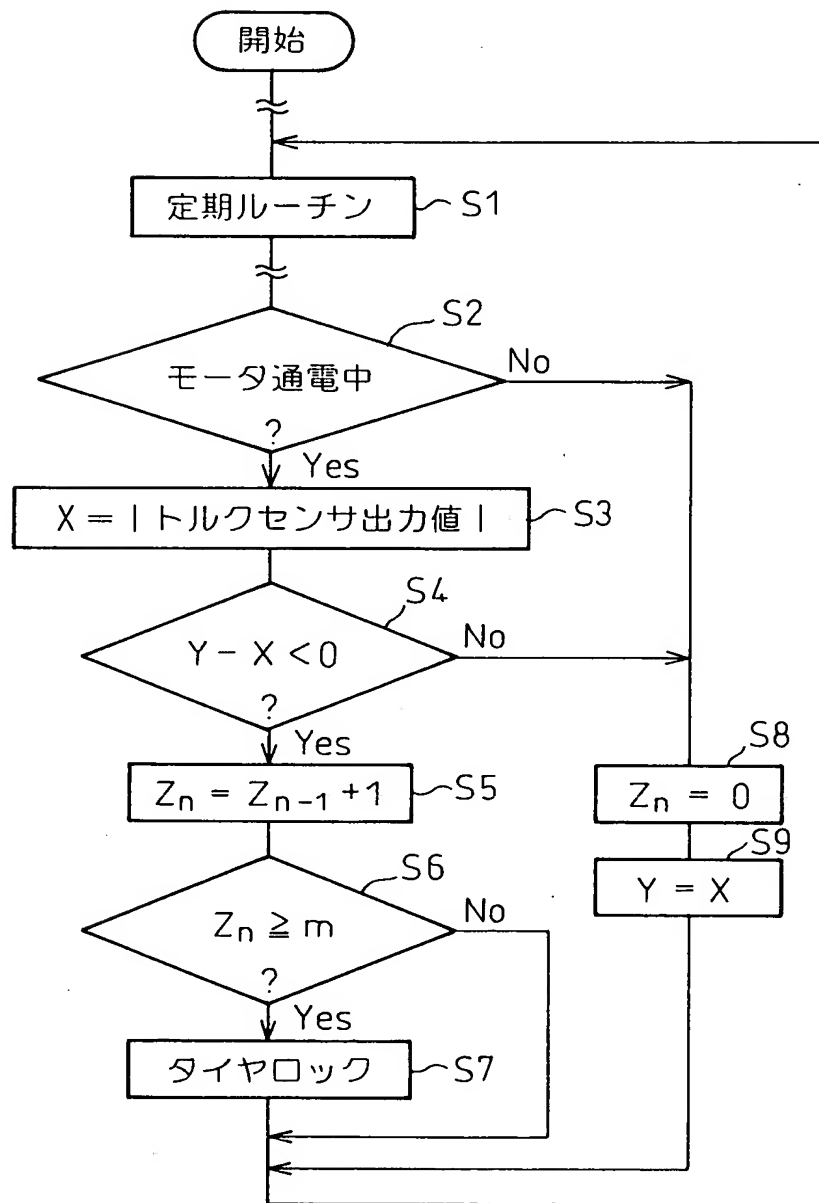 開始
定期ルーチン
S1
S2
モータ通電中
?
No
Yes
X = | トルクセンサ出力値 |
S3
S4
Y - X < 0
?
No
Yes
Zn = Zn-1 + 1
S5
S8
Zn = 0
S9
Y = X
S6
Zn ≧ m
?
No
Yes
タイヤロック
S7